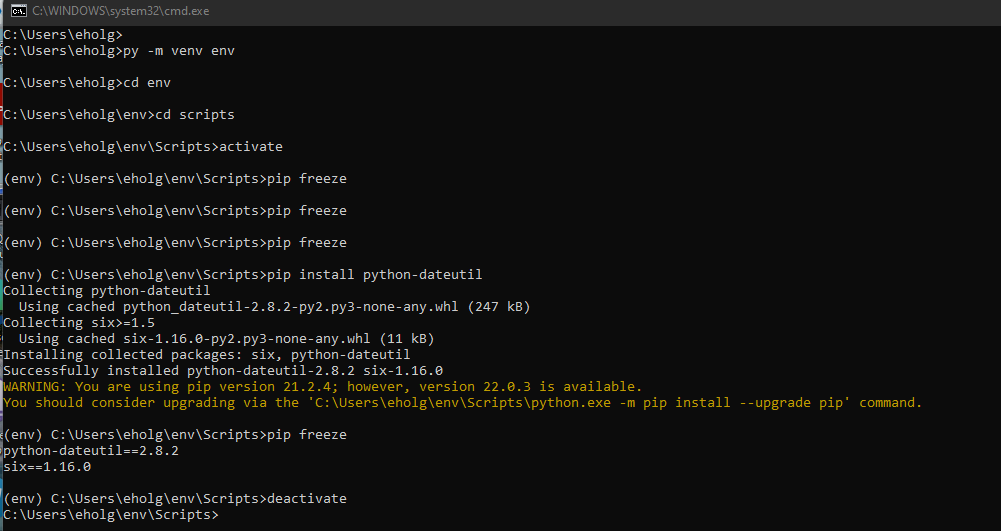 C:\WINDOWS\system32\cmd.exe
C:\Users\eholg>
C:\Users\eholg>py -m venv env
C:\Users\eholg>cd env
C:\Users\eholg\env>cd scripts
C:\Users\eholg\env\Scripts>activate
(env) C:\Users\eholg\env\Scripts>pip freeze
(env) C:\Users\eholg\env\Scripts>pip freeze
(env) C:\Users\eholg\env\Scripts>pip freeze
(env) C:\Users\eholg\env\Scripts>pip install python-dateutil
Collecting python-dateutil
  Using cached python_dateutil-2.8.2-py2.py3-none-any.whl (247 kB)
Collecting six>=1.5
  Using cached six-1.16.0-py2.py3-none-any.whl (11 kB)
Installing collected packages: six, python-dateutil
Successfully installed python-dateutil-2.8.2 six-1.16.0
WARNING: You are using pip version 21.2.4; however, version 22.0.3 is available.
You should consider upgrading via the 'C:\Users\eholg\env\Scripts\python.exe -m pip install --upgrade pip' command.
(env) C:\Users\eholg\env\Scripts>pip freeze
python-dateutil==2.8.2
six==1.16.0
(env) C:\Users\eholg\env\Scripts>deactivate
C:\Users\eholg\env\Scripts>